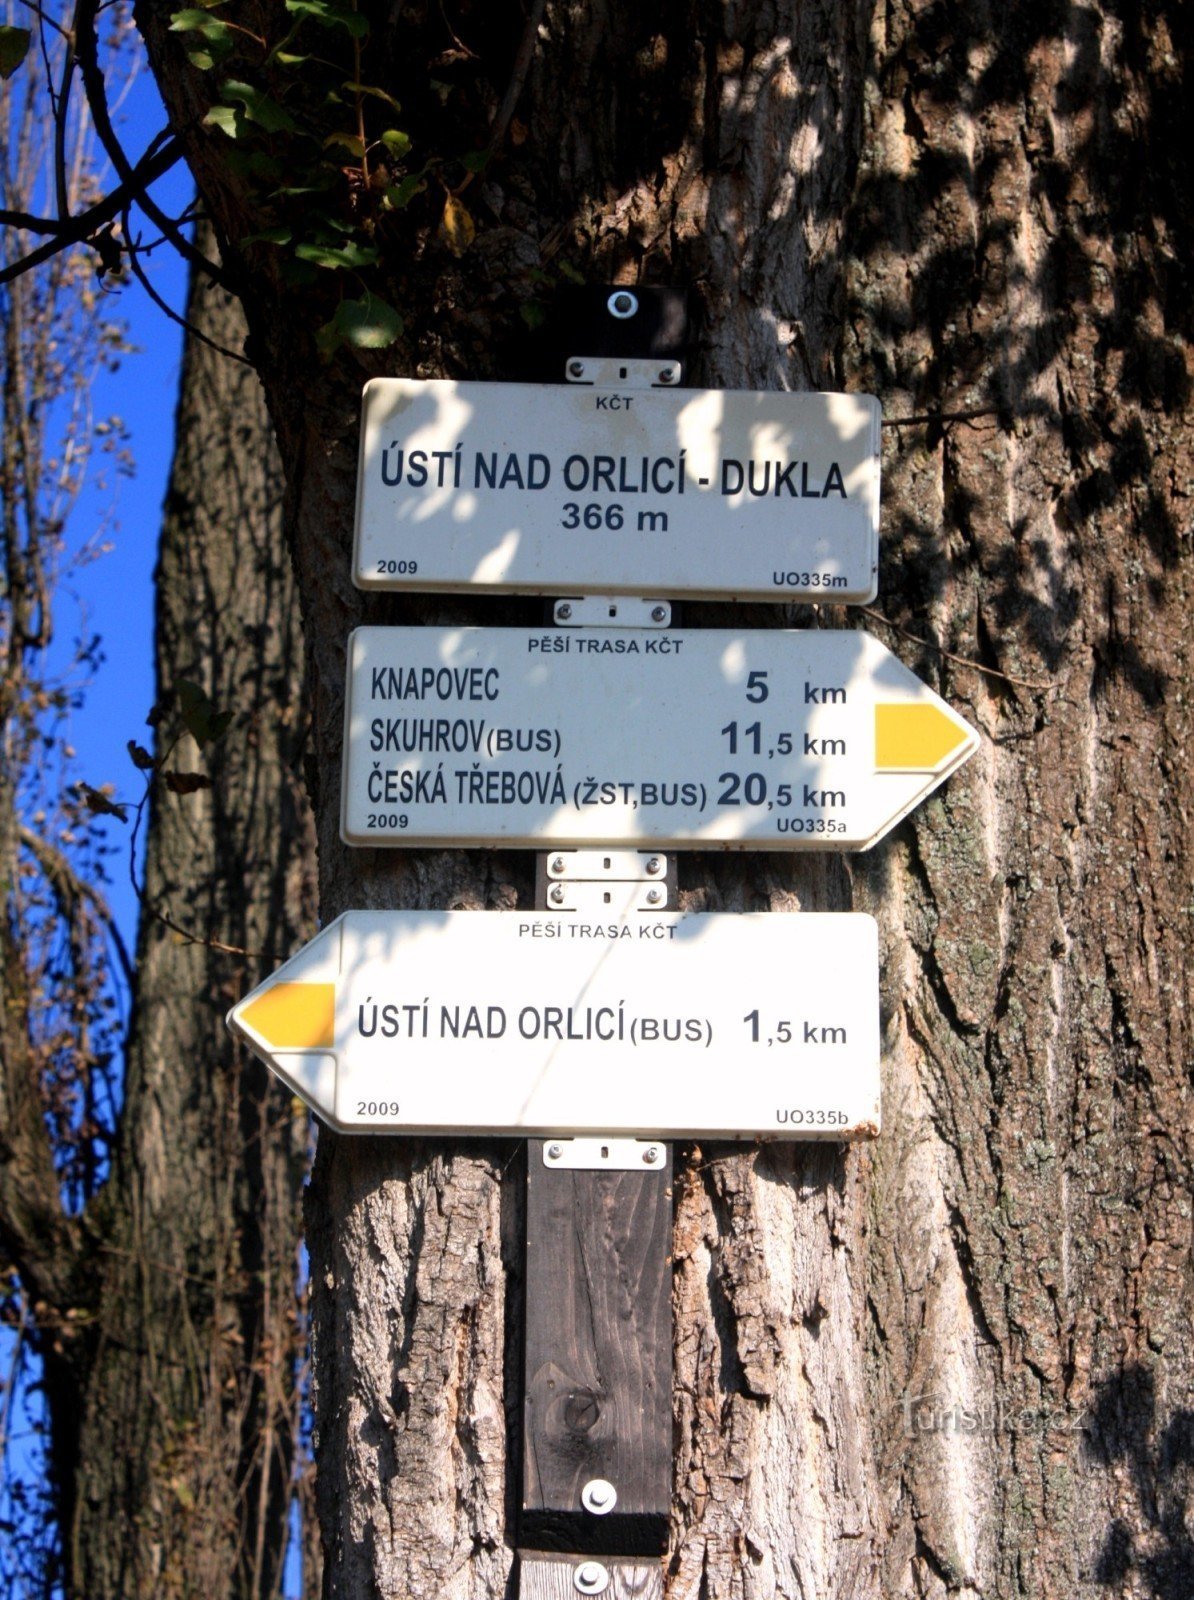 KČT
ÚSTÍ NAD ORLICÍ - DUKLA
366 m
2009 UO335m
PĚŠÍ TRASA KČT
KNAPOVEC 5 km
SKUHROV (BUS) 11,5 km
ČESKÁ TŘEBOVÁ (ŽST,BUS) 20,5 km
2009 UO335a
PĚŠÍ TRASA KČT
ÚSTÍ NAD ORLICÍ (BUS) 1,5 km
2009 UO335b
Turistika.cz